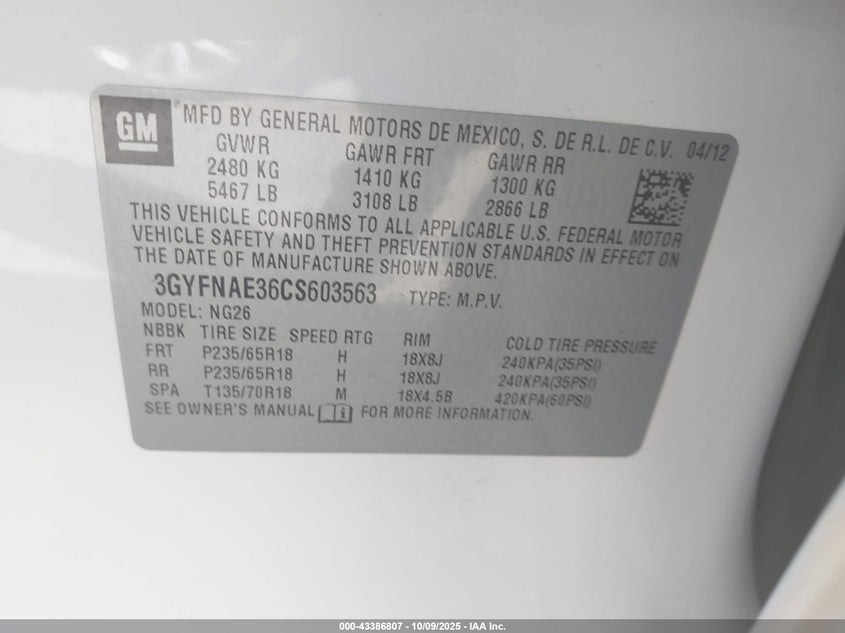 GM
MFD BY GENERAL MOTORS DE MEXICO, S. DE R.L. DE C.V. 04/12
GVWR GAWR FRT GAWR RR
2480 KG 1410 KG 1300 KG
5467 LB 3108 LB 2866 LB
THIS VEHICLE CONFORMS TO ALL APPLICABLE U.S. FEDERAL MOTOR
VEHICLE SAFETY AND THEFT PREVENTION STANDARDS IN EFFECT ON
THE DATE OF MANUFACTURE SHOWN ABOVE.
3GYFNAE36CS603563 TYPE: M.P.V.
MODEL: NG26
NBBK TIRE SIZE SPEED RTG RIM COLD TIRE PRESSURE
FRT P235/65R18 H 18X8J 240KPA(35PSI)
RR P235/65R18 H 18X8J 240KPA(35PSI)
SPA T135/70R18 M 18X4.5B 420KPA(60PSI)
SEE OWNER'S MANUAL FOR MORE INFORMATION.
000-43386807 - 10/09/2025 - IAA Inc.